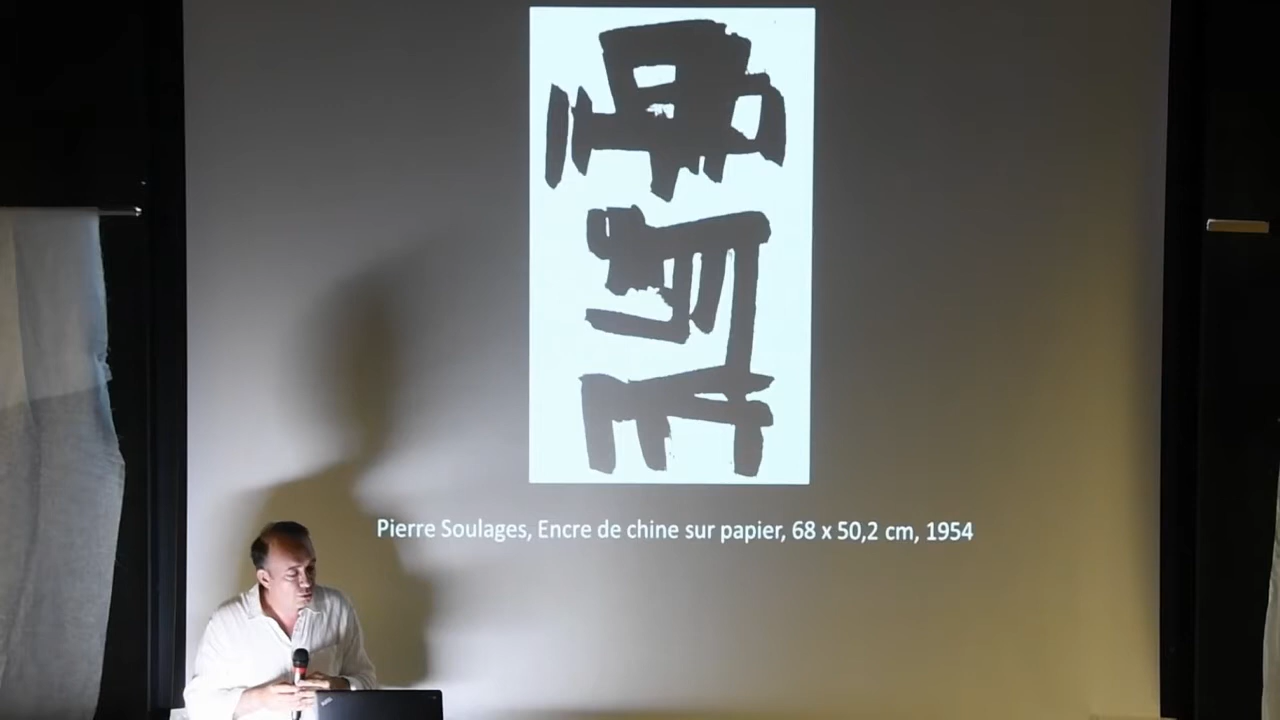 Pierre Soulages, Encre de chine sur papier, 68 x 50,2 cm, 1954